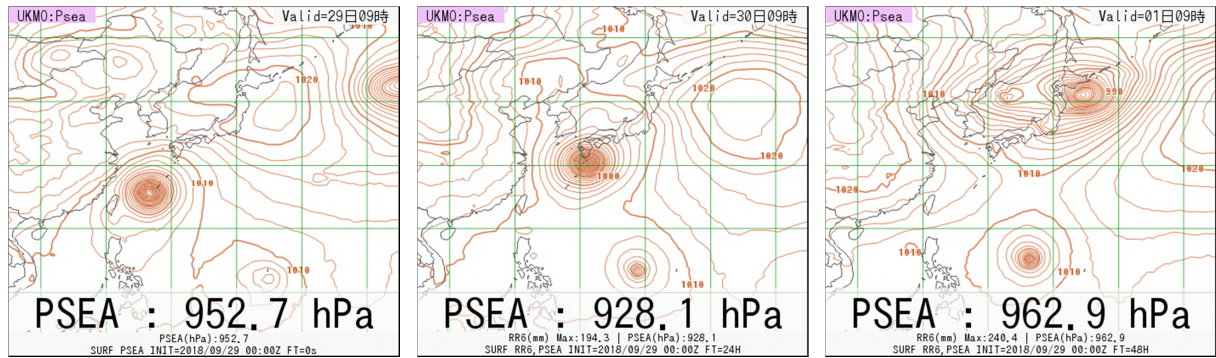 UKMO:Psea
Valid=29日09時
1010
1020
1010
1010
PSEA : 952.7 hPa
PSEA(hPa):952.7
SURF PSEA INIT=2018/09/29 00:00Z FT=0s
UKMO:Psea
Valid=30日09時
1010
1010
1020
1020
1000
1010
PSEA : 928.1 hPa
RR6(mm) Max:194.3 | PSEA(hPa):928.1
SURF RR6,PSEA INIT=2018/09/29 00:00Z FT=24H
UKMO:Psea
Valid=01日09時
1010
990
1020
1010
1020
1010
1010
PSEA : 962.9 hPa
RR6(mm) Max:240.4 | PSEA(hPa):962.9
SURF RR6,PSEA INIT=2018/09/29 00:00Z FT=48H